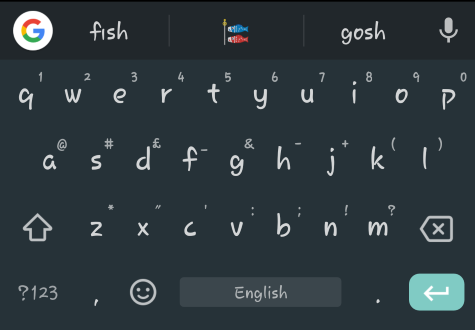 fish gosh
1 2 3 4 5 6 7 8 9 0
q w e r t y u i o p
@ # £ _ & - + ( )
a s d f g h j k l
* " ' : ; ! ?
z x c v b n m
?123 , English .